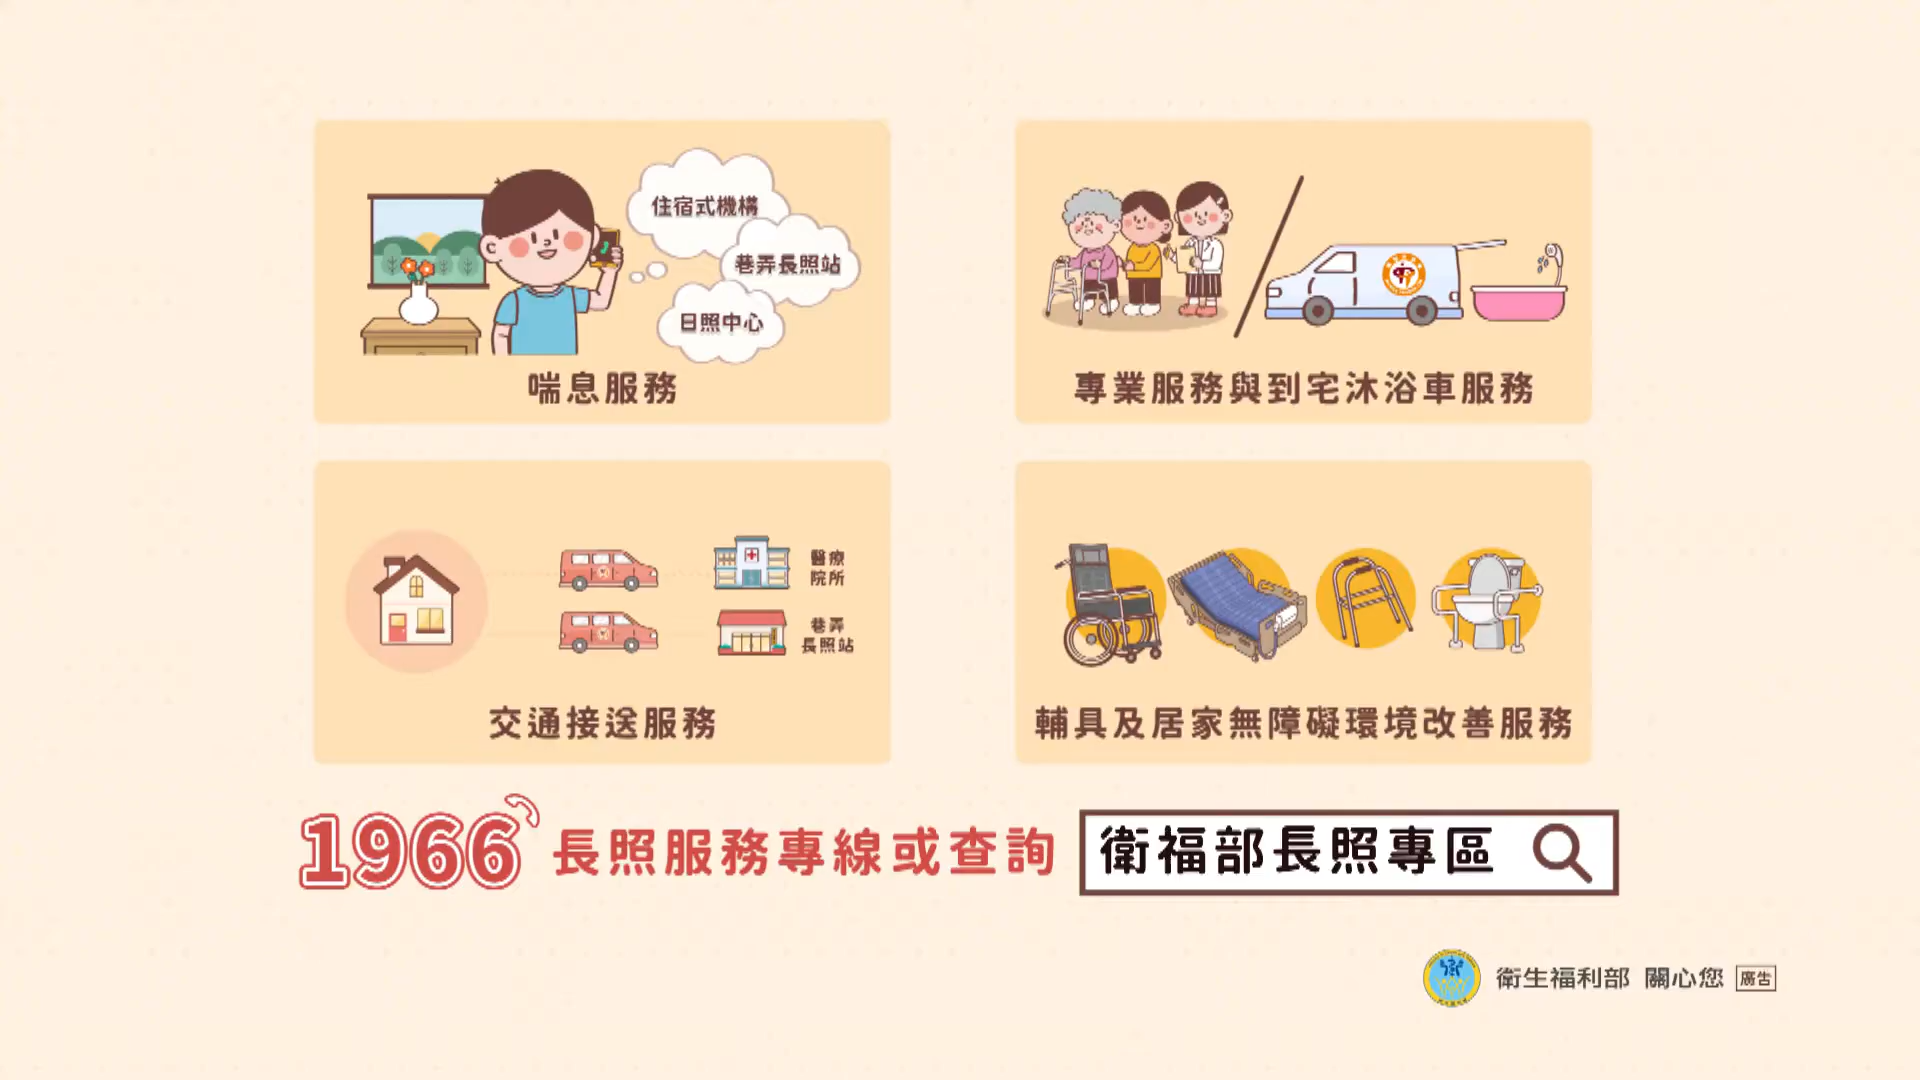 住宿式機構
巷弄長照站
日照中心
喘息服務
專業服務與到宅沐浴車服務
醫療
院所
巷弄
長照站
交通接送服務
輔具及居家無障礙環境改善服務
1966 長照服務專線或查詢 衛福部長照專區
衛生福利部 關心您 廣告